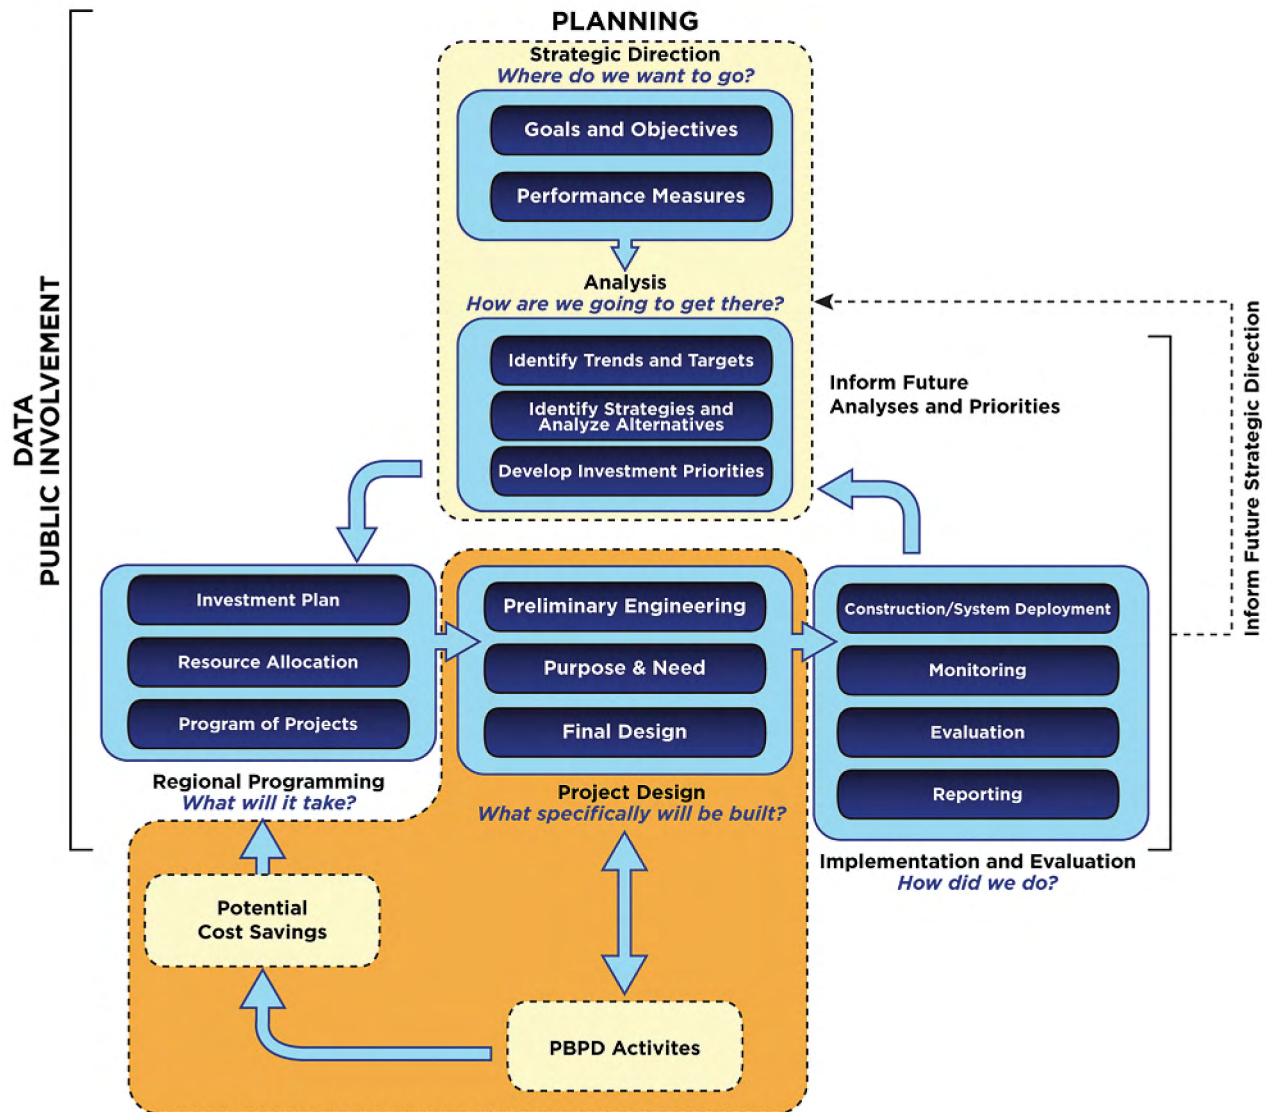 PLANNING
Strategic Direction
Where do we want to go?
Goals and Objectives
Performance Measures
Analysis
How are we going to get there?
Identify Trends and Targets
Identify Strategies and
Analyze Alternatives
Develop Investment Priorities
DATA
PUBLIC INVOLVEMENT
Inform Future
Analyses and Priorities
Inform Future Strategic Direction
Investment Plan
Resource Allocation
Program of Projects
Regional Programming
What will it take?
Preliminary Engineering
Purpose & Need
Final Design
Project Design
What specifically will be built?
Construction/System Deployment
Monitoring
Evaluation
Reporting
Implementation and Evaluation
How did we do?
Potential
Cost Savings
PBPD Activites